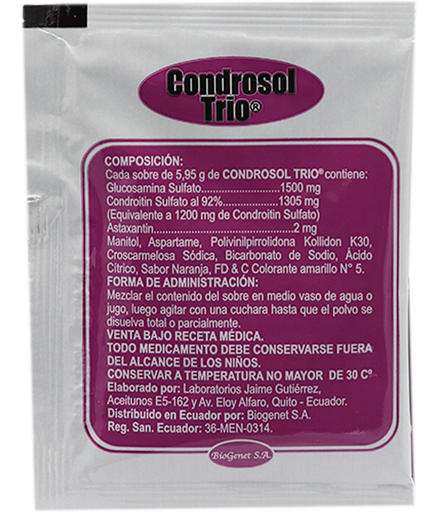 Condrosol
Trio®
COMPOSICIÓN:
Cada sobre de 5,95 g de CONDROSOL TRIO® contiene:
Glucosamina Sulfato............................1500 mg
Condroitin Sulfato al 92%....................1305 mg
(Equivalente a 1200 mg de Condroitin Sulfato)
Astaxantin................................................2 mg
Manitol, Aspartame, Polivinilpirrolidona Kollidon K30,
Croscarmelosa Sódica, Bicarbonato de Sodio, Ácido
Cítrico, Sabor Naranja, FD & C Colorante amarillo N° 5.
FORMA DE ADMINISTRACIÓN:
Mezclar el contenido del sobre en medio vaso de agua o
jugo, luego agitar con una cuchara hasta que el polvo se
disuelva total o parcialmente.
VENTA BAJO RECETA MÉDICA.
TODO MEDICAMENTO DEBE CONSERVARSE FUERA
DEL ALCANCE DE LOS NIÑOS.
CONSERVAR A TEMPERATURA NO MAYOR DE 30 Cº
Elaborado por: Laboratorios Jaime Gutiérrez,
Aceitunos E5-162 y Av. Eloy Alfaro, Quito - Ecuador.
Distribuido en Ecuador por: Biogenet S.A.
Reg. San. Ecuador: 36-MEN-0314.
BioGenet S.A.